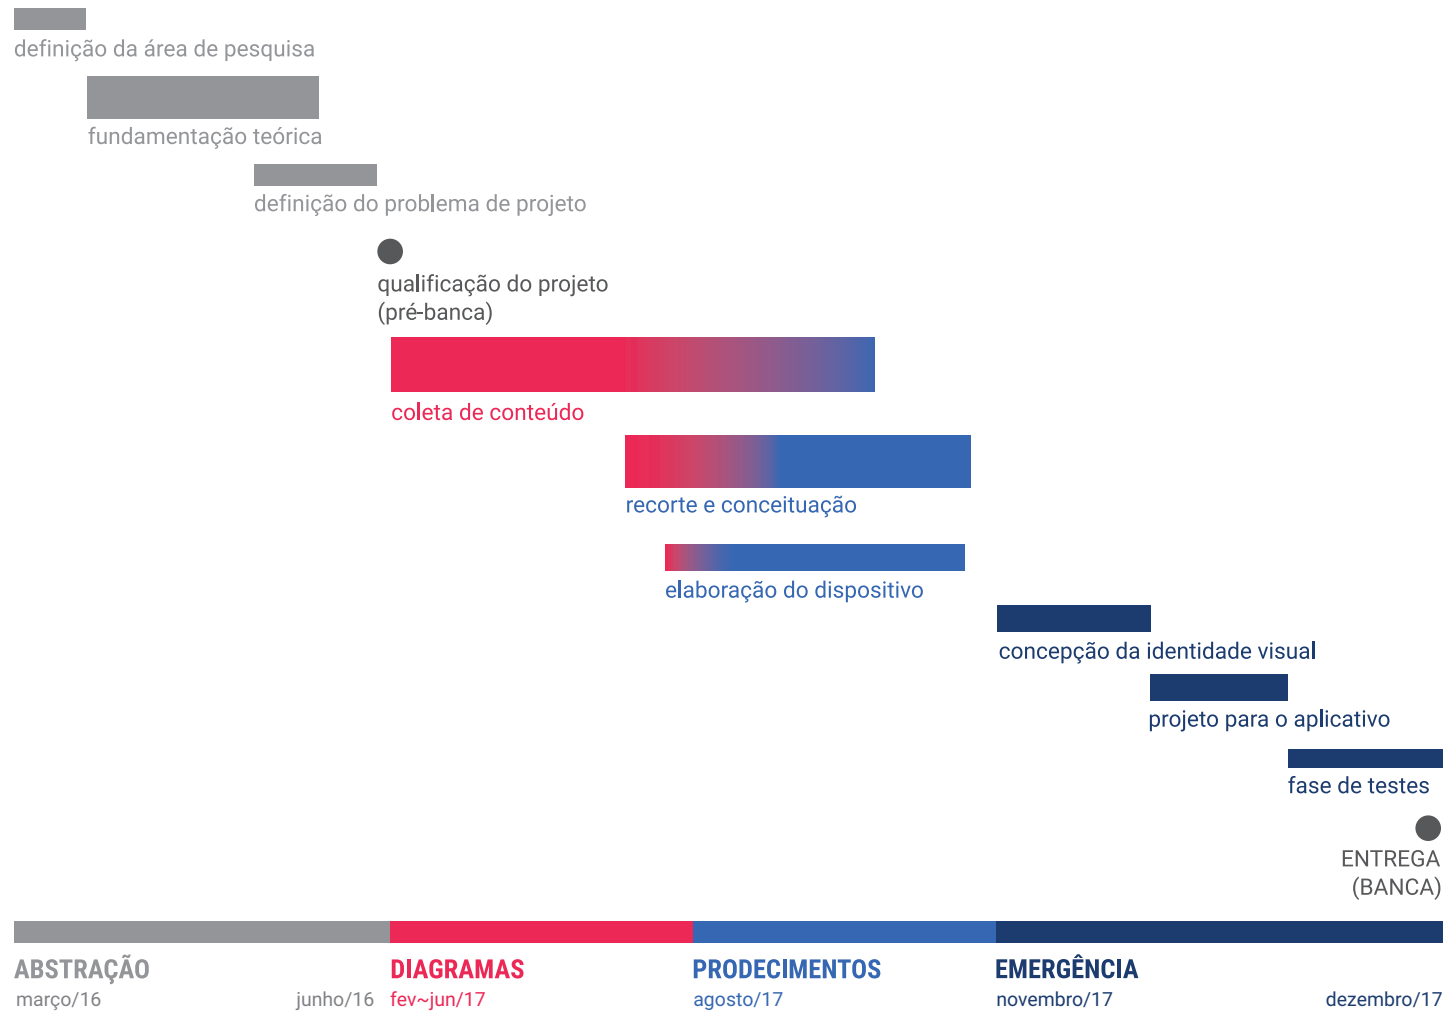 definição da área de pesquisa
fundamentação teórica
definição do problema de projeto
qualificação do projeto
(pré-banca)
coleta de conteúdo
recorte e conceituação
elaboração do dispositivo
concepção da identidade visual
projeto para o aplicativo
fase de testes
ENTREGA
(BANCA)
ABSTRAÇÃO DIAGRAMAS PRODECIMENTOS EMERGÊNCIA
março/16 junho/16 fev~jun/17 agosto/17 novembro/17 dezembro/17